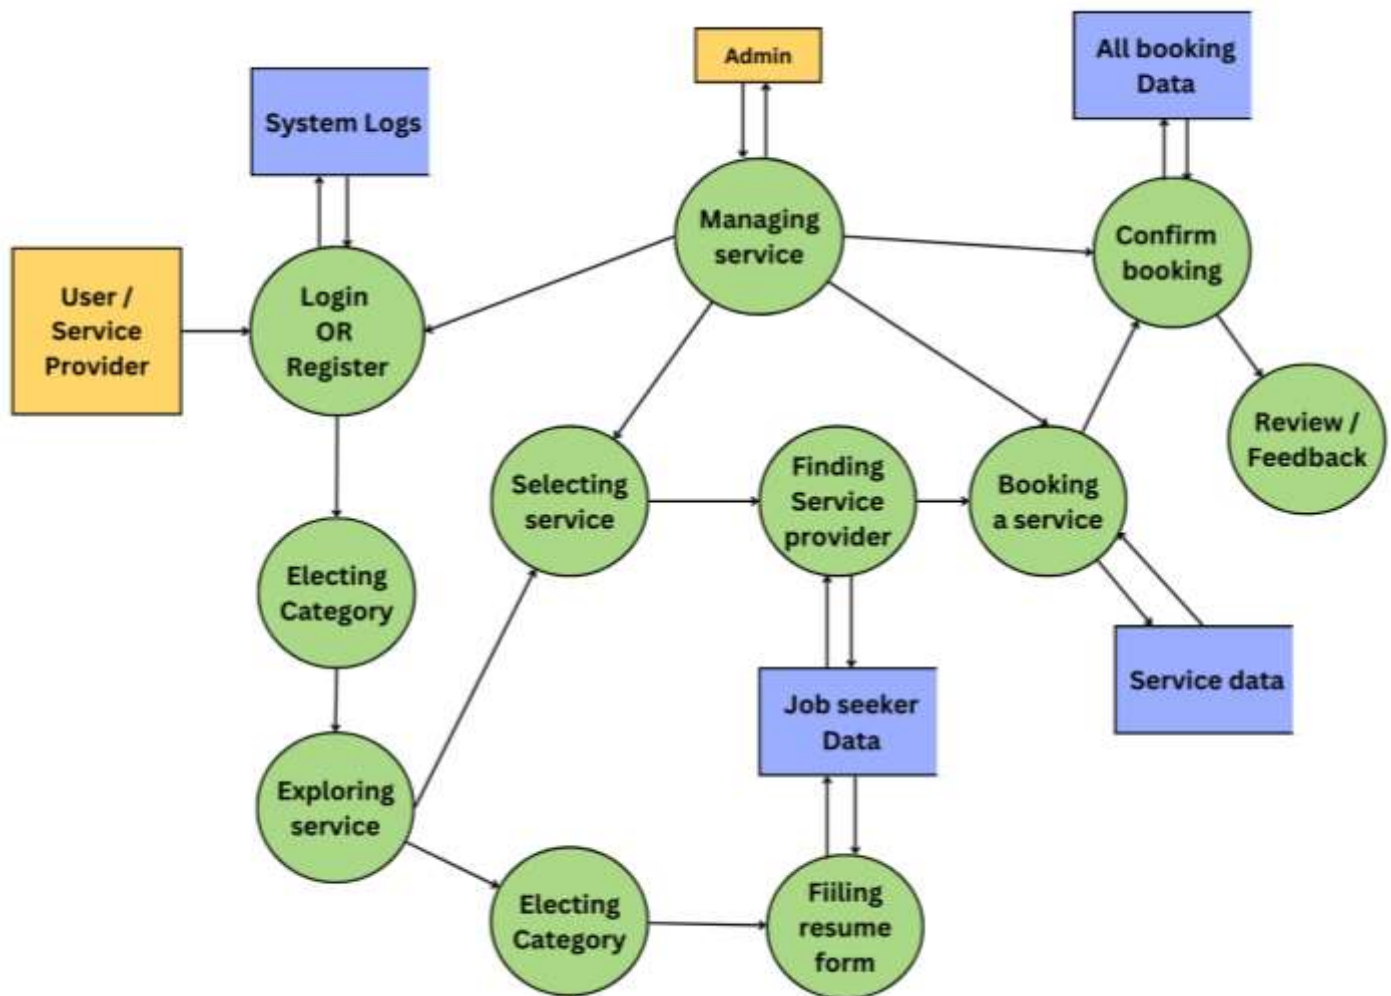 Admin
All booking
Data
System Logs
Managing
service
Confirm
booking
User /
Service
Provider
Login
OR
Register
Review /
Feedback
Selecting
service
Finding
Service
provider
Booking
a service
Electing
Category
Service data
Job seeker
Data
Exploring
service
Electing
Category
Fiiling
resume
form